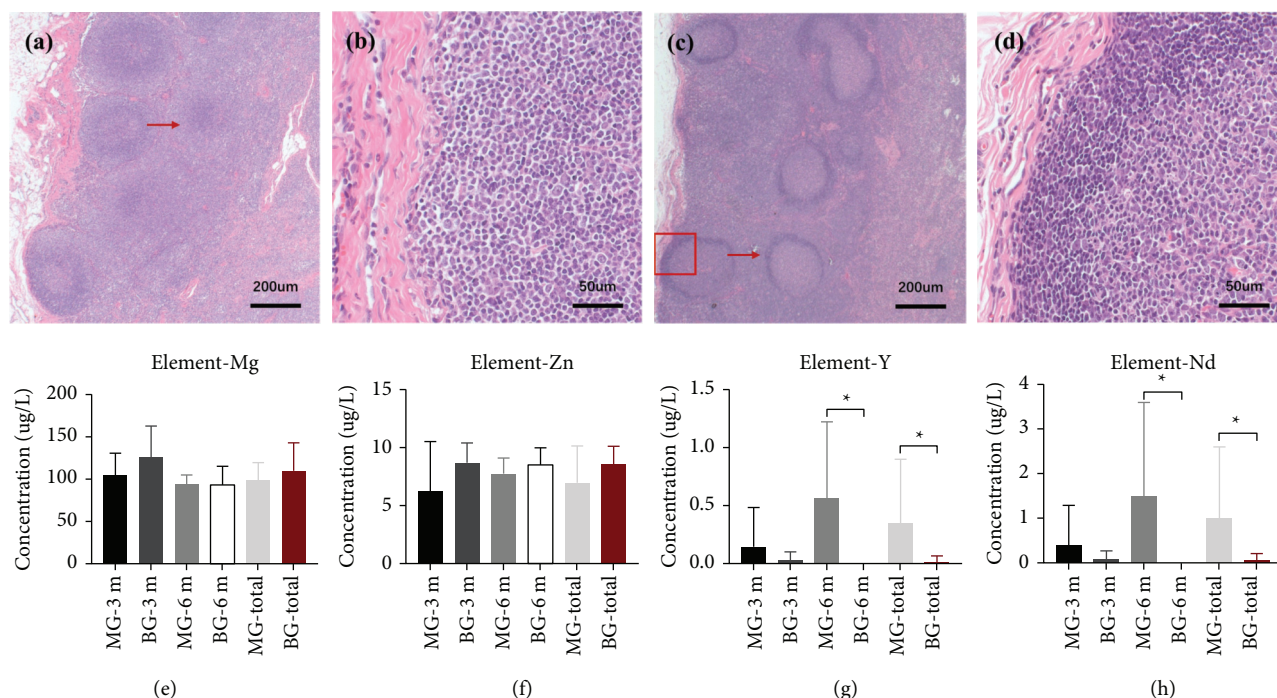 (a)
200um
(b)
50um
(c)
200um
(d)
50um
Element-Mg
Concentration (ug/L)
200
150
100
50
0
MG-3 m
BG-3 m
MG-6 m
BG-6 m
MG-total
BG-total
(e)
Element-Zn
Concentration (ug/L)
15
10
5
0
MG-3 m
BG-3 m
MG-6 m
BG-6 m
MG-total
BG-total
(f)
Element-Y
Concentration (ug/L)
1.5
1.0
0.5
0.0
*
*
MG-3 m
BG-3 m
MG-6 m
BG-6 m
MG-total
BG-total
(g)
Element-Nd
Concentration (ug/L)
4
3
2
1
0
*
*
MG-3 m
BG-3 m
MG-6 m
BG-6 m
MG-total
BG-total
(h)